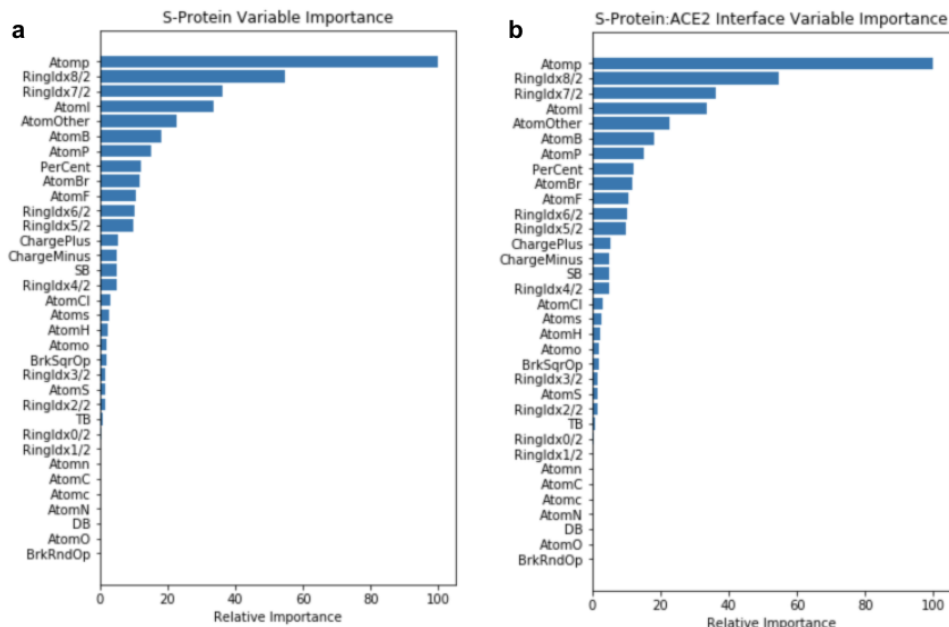 a
S-Protein Variable Importance
Atomp
RingIdx8/2
RingIdx7/2
AtomI
AtomOther
AtomB
AtomP
PerCent
AtomBr
AtomF
RingIdx6/2
RingIdx5/2
ChargePlus
ChargeMinus
SB
RingIdx4/2
AtomCl
Atoms
AtomH
Atomo
BrkSqrOp
RingIdx3/2
AtomS
RingIdx2/2
TB
RingIdx0/2
RingIdx1/2
Atomn
AtomC
Atomc
AtomN
DB
AtomO
BrkRndOp
0 20 40 60 80 100
Relative Importance
b
S-Protein:ACE2 Interface Variable Importance
Atomp
RingIdx8/2
RingIdx7/2
AtomI
AtomOther
AtomB
AtomP
PerCent
AtomBr
AtomF
RingIdx6/2
RingIdx5/2
ChargePlus
ChargeMinus
SB
RingIdx4/2
AtomCl
Atoms
AtomH
Atomo
BrkSqrOp
RingIdx3/2
AtomS
RingIdx2/2
TB
RingIdx0/2
RingIdx1/2
Atomn
AtomC
Atomc
AtomN
DB
AtomO
BrkRndOp
0 20 40 60 80 100
Relative Importance